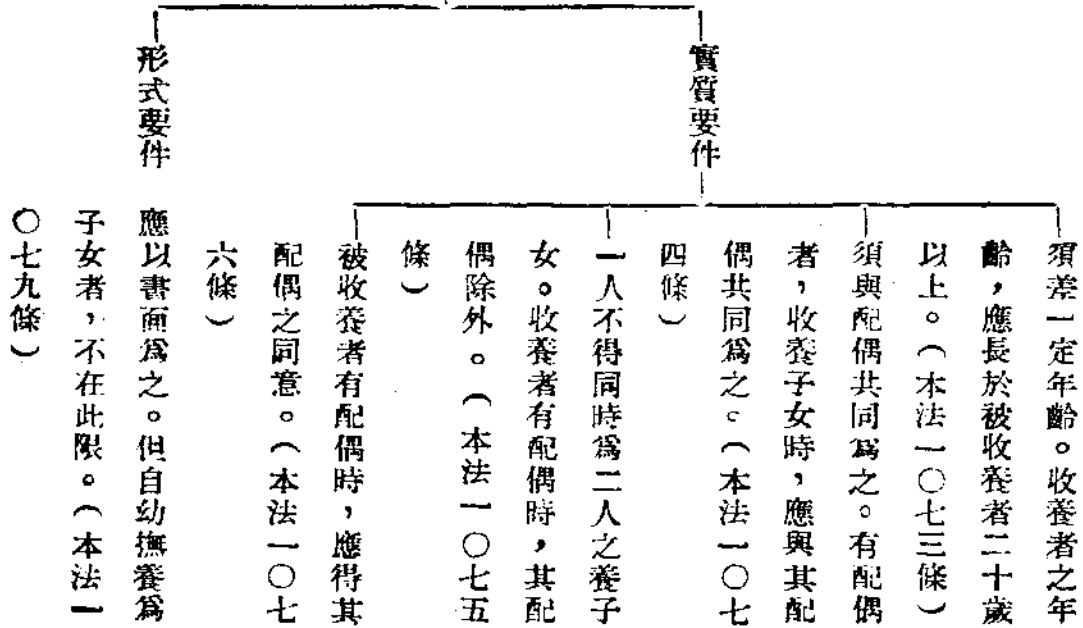 實質要件
須差一定年齡。收養者之年
齡，應長於被收養者二十歲
以上。（本法一〇七三條）
須與配偶共同爲之。有配偶
者，收養子女時，應與其配
偶共同爲之。（本法一〇七
四條）
一人不得同時爲二人之養子
女。收養者有配偶時，其配
偶除外。（本法一〇七五
條）
被收養者有配偶時，應得其
配偶之同意。（本法一〇七
六條）
形式要件
應以書面爲之。但自幼撫養爲
子女者，不在此限。（本法一
〇七九條）